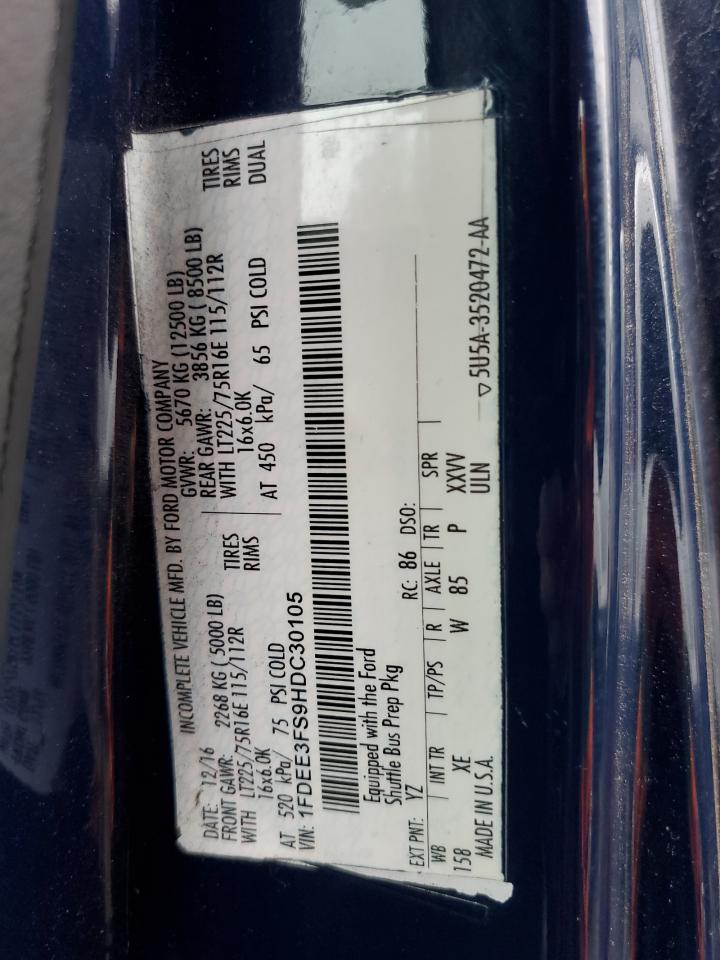 INCOMPLETE VEHICLE MFD. BY FORD MOTOR COMPANY
DATE: 12/16 GVWR: 5670 KG (12500 LB)
FRONT GAWR: 2268 KG ( 5000 LB) REAR GAWR: 3856 KG ( 8500 LB)
WITH LT225/75R16E 115/112R TIRES WITH LT225/75R16E 115/112R TIRES
16x6.0K RIMS 16x6.0K RIMS
AT 520 kPa/ 75 PSI COLD AT 450 kPa/ 65 PSI COLD DUAL
VIN: 1FDEE3FS9HDC30105
Equipped with the Ford
Shuttle Bus Prep Pkg
EXT PNT: YZ RC: 86 DSO:
WB INT TR TP/PS R AXLE TR SPR
158 XE W 85 P XXVV
MADE IN U.S.A. ULN
▽ 5U5A-3520472-AA